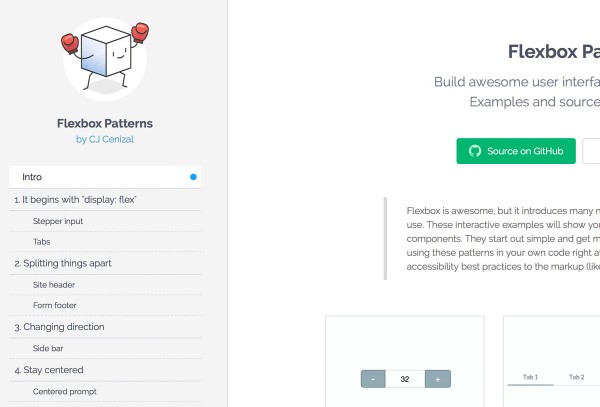 Flexbox Patterns
by CJ Cenizal
Intro
1. It begins with "display: flex"
Stepper input
Tabs
2. Splitting things apart
Site header
Form footer
3. Changing direction
Side bar
4. Stay centered
Centered prompt
Flexbox
Build awesome user
Examples and source
Source on GitHub
Flexbox is awesome, but it introduces many
use. These interactive examples will show
components. They start out simple and get
using these patterns in your own code right
accessibility best practices to the markup
- 32 +
Tab 1 Tab 2